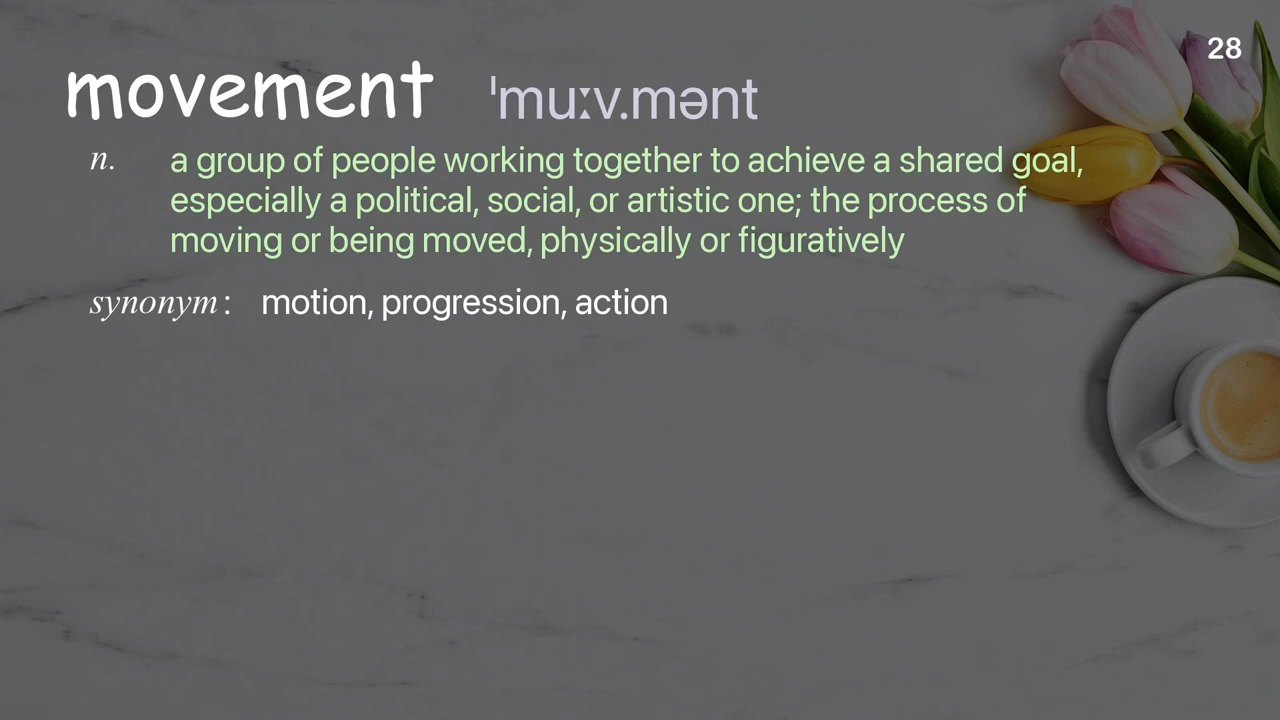 28
movement ˈmuːv.mənt
n. a group of people working together to achieve a shared goal,
especially a political, social, or artistic one; the process of
moving or being moved, physically or figuratively
synonym: motion, progression, action